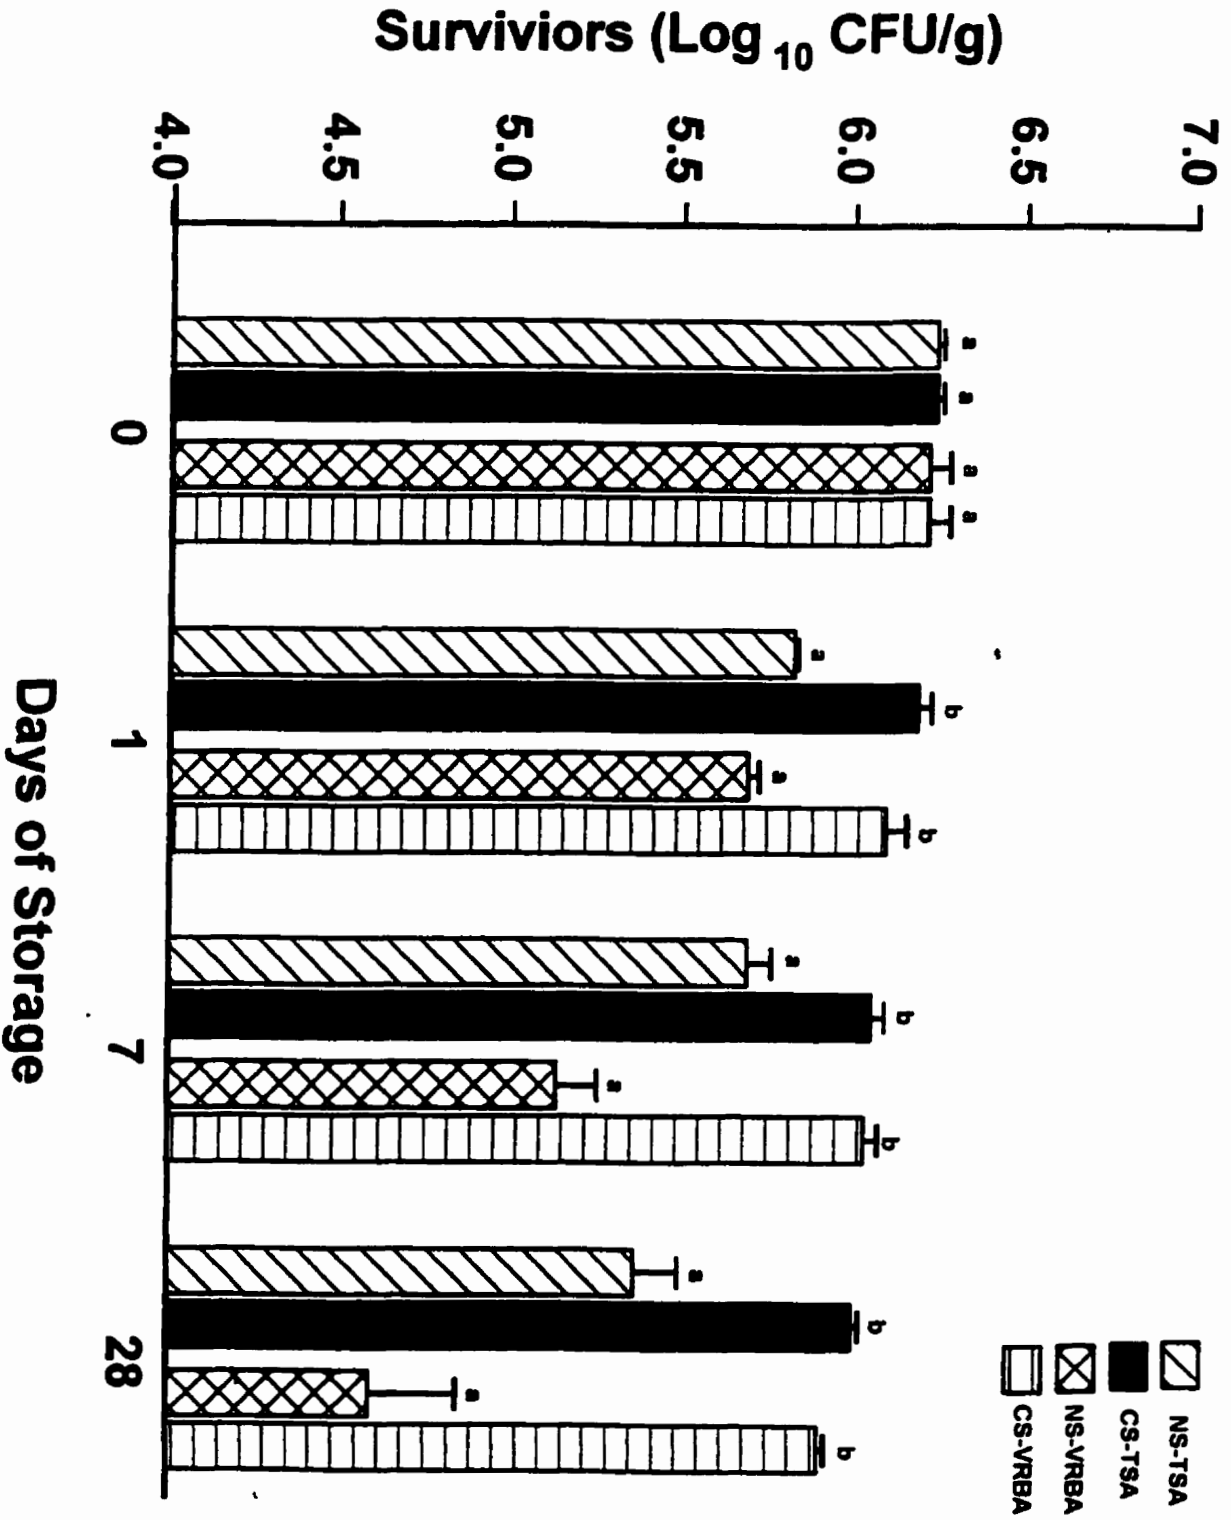 Surviviors (Log 10 CFU/g)
7.0
6.5
6.0
5.5
5.0
4.5
4.0
NS-TSA
CS-TSA
NS-VRBA
CS-VRBA
a a a a
a b a b
a b a b
a b a b
0 1 7 28
Days of Storage